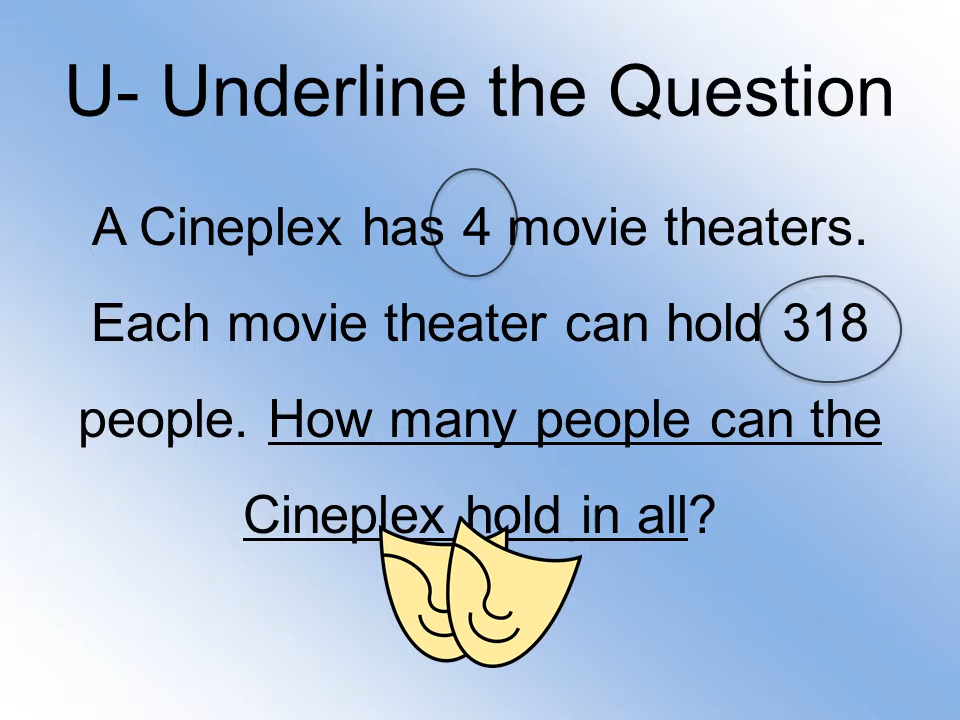 U- Underline the Question
A Cineplex has 4 movie theaters.
Each movie theater can hold 318
people. How many people can the
Cineplex hold in all?